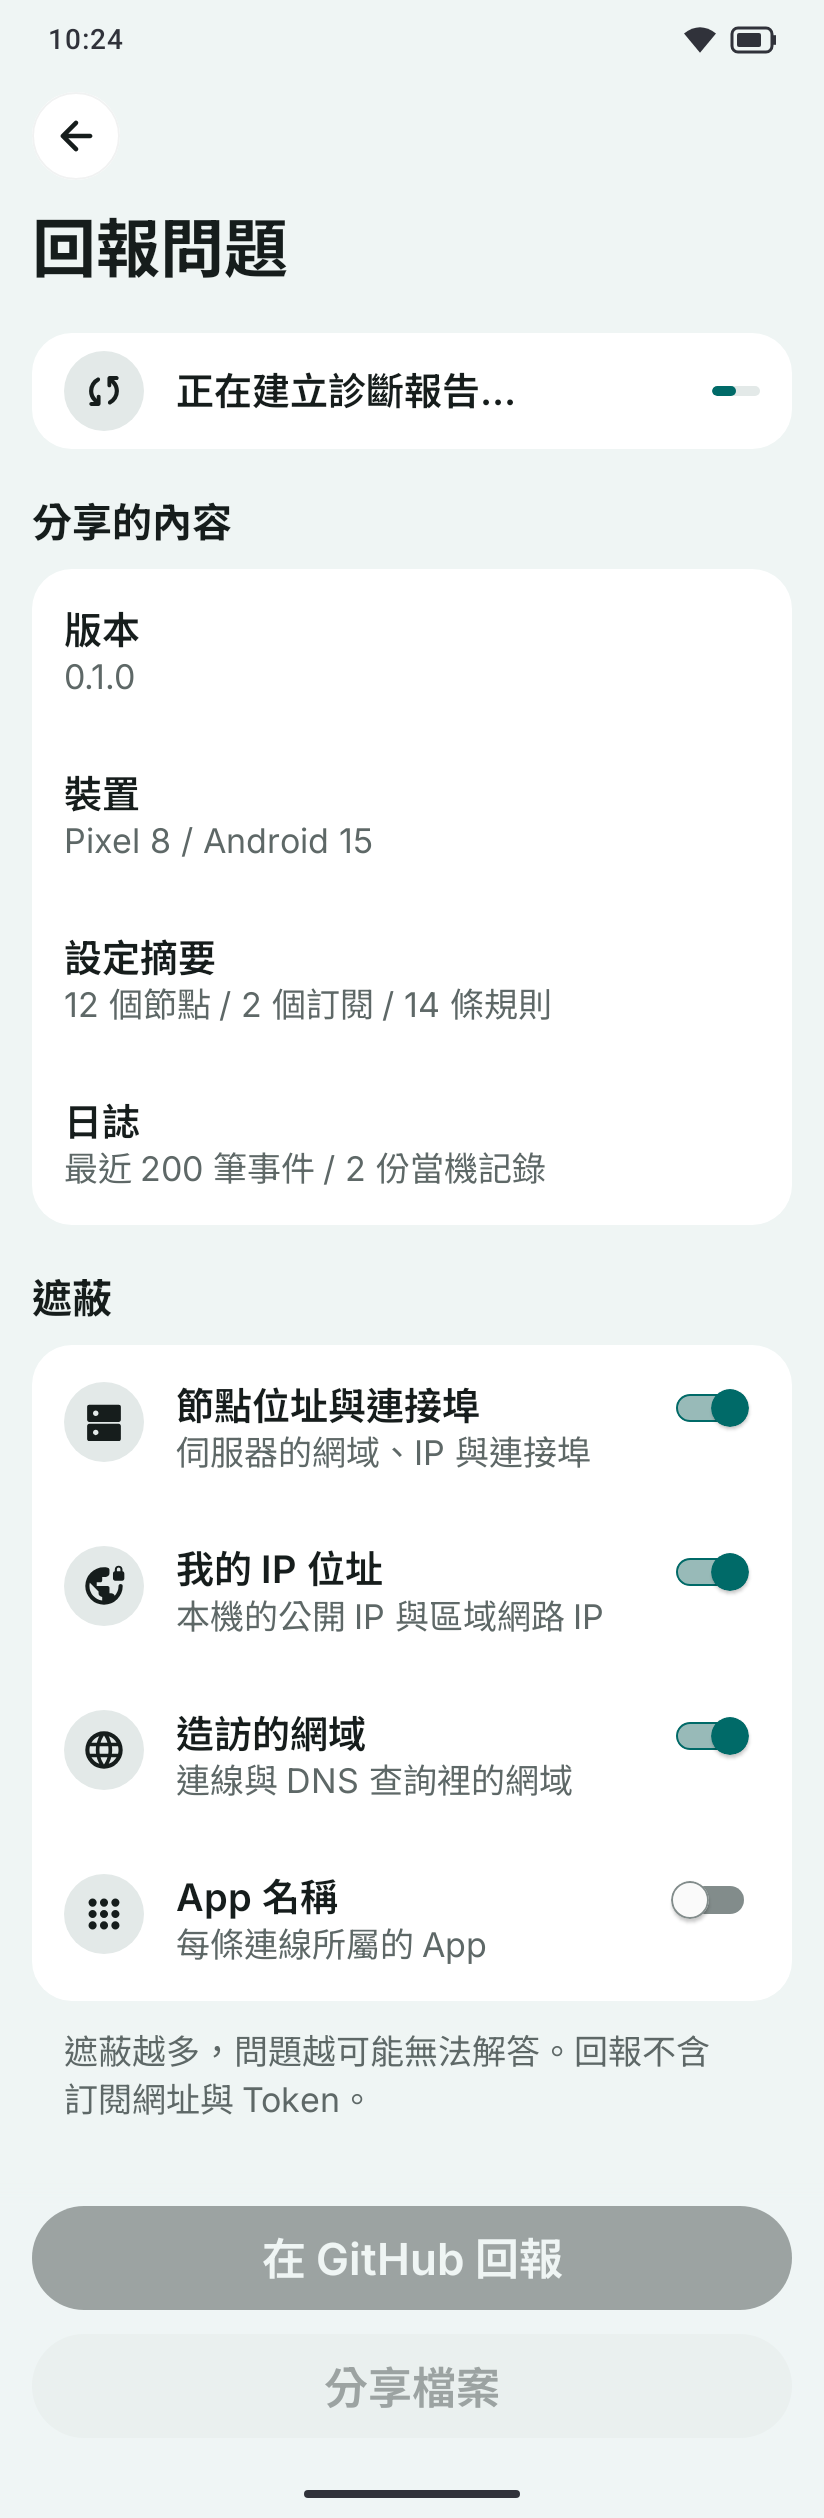 10:24
回報問題
正在建立診斷報告...
分享的內容
版本
0.1.0
裝置
Pixel 8 / Android 15
設定摘要
12 個節點 / 2 個訂閱 / 14 條規則
日誌
最近 200 筆事件 / 2 份當機記錄
遮蔽
節點位址與連接埠
伺服器的網域、IP 與連接埠
我的 IP 位址
本機的公開 IP 與區域網路 IP
造訪的網域
連線與 DNS 查詢裡的網域
App 名稱
每條連線所屬的 App
遮蔽越多，問題越可能無法解答。回報不含
訂閱網址與 Token。
在 GitHub 回報
分享檔案